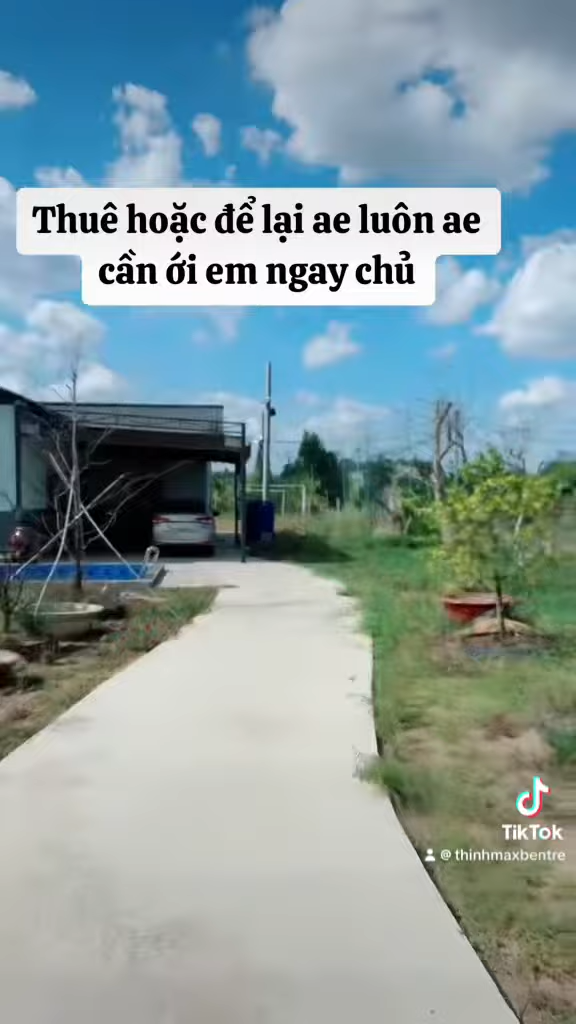 Thuê hoặc để lại ae luôn ae
cần ới em ngay chủ
TikTok
@ thinhmaxbentre